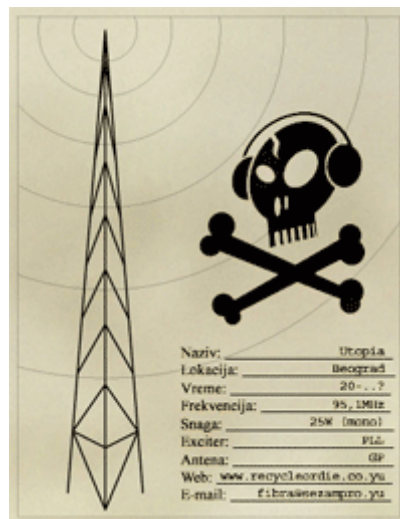 Naziv: Utopia
Lokacija: Beograd
Vreme: 20-..?
Frekvencija: 95,1MHz
Snaga: 25W (mono)
Exciter: PLL
Antena: GP
Web: www.recycleordie.co.yu
E-mail: fibra@sezampro.yu